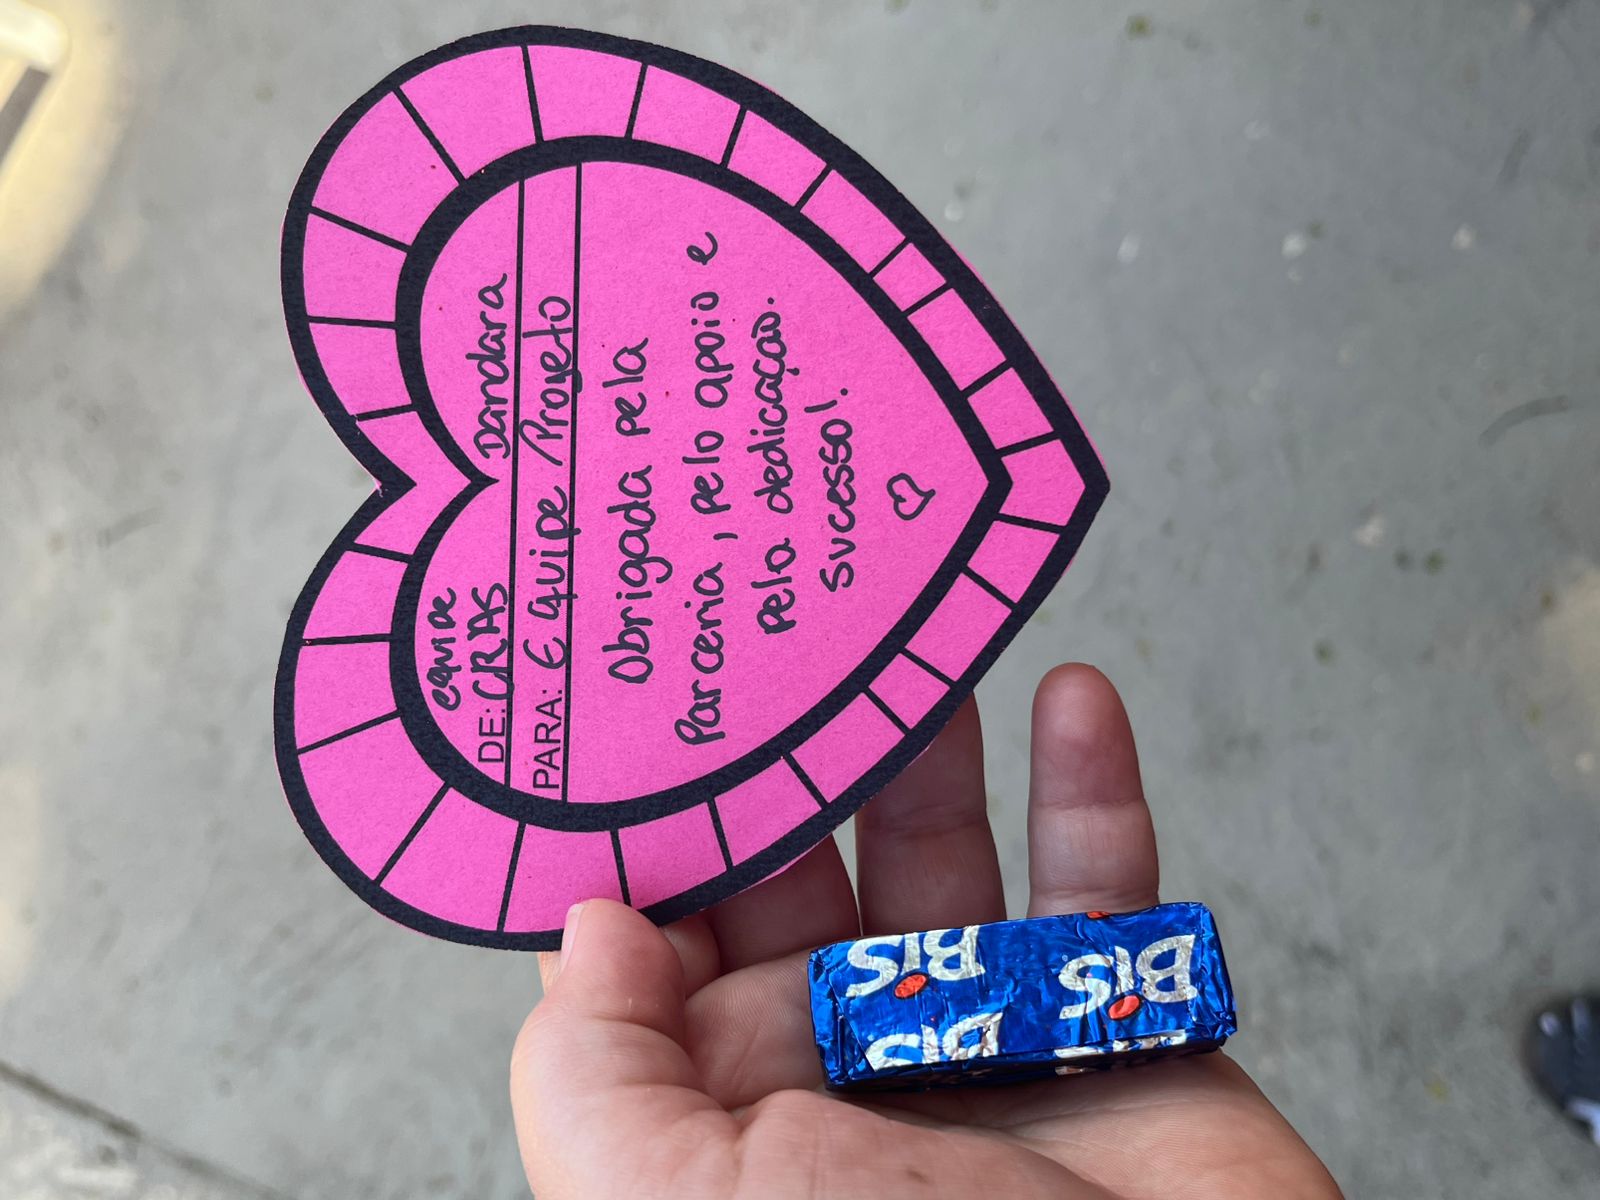 equipe
DE: CRAS Dandara
PARA: Equipe Projeto
Obrigada pela
Parceria, pelo apoio e
pela dedicação.
Sucesso!
BiS
BiS
BiS